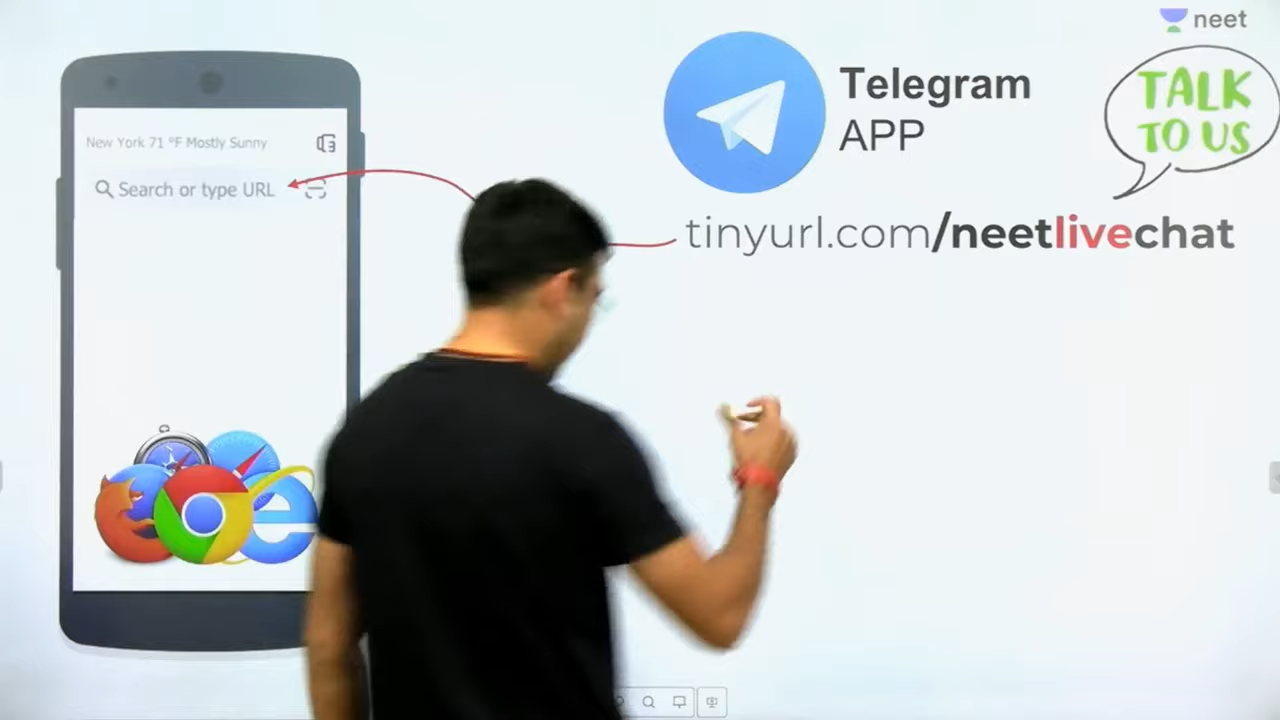 neet
Telegram
APP
TALK
TO US
New York 71 °F Mostly Sunny
Search or type URL
tinyurl.com/neetlivechat